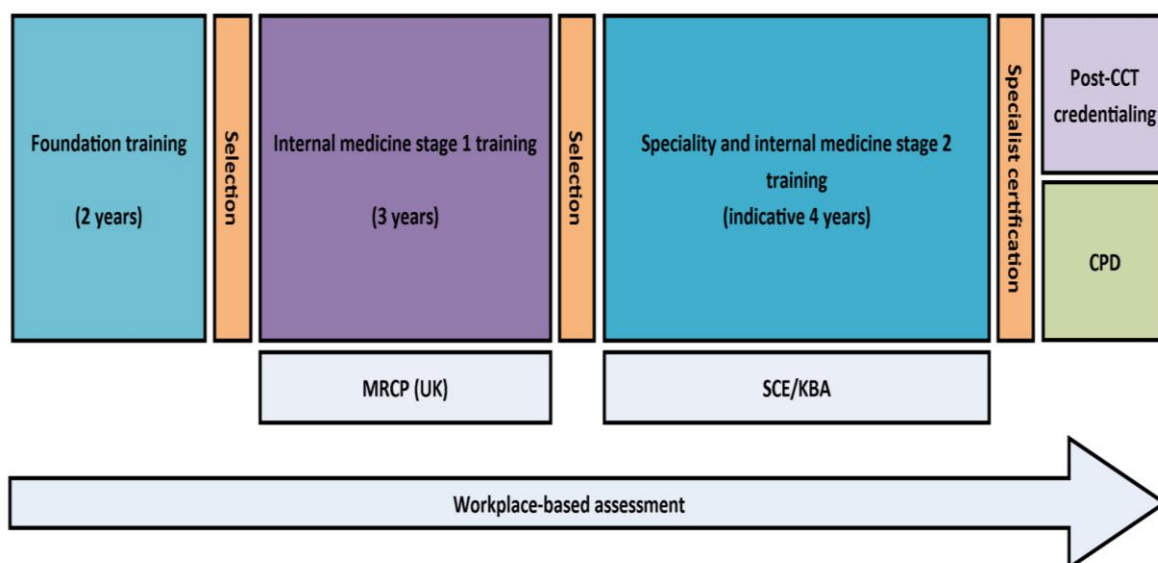 Foundation training
(2 years)
Selection
Internal medicine stage 1 training
(3 years)
Selection
Speciality and internal medicine stage 2
training
(indicative 4 years)
Specialist certification
Post-CCT
credentialing
CPD
MRCP (UK)
SCE/KBA
Workplace-based assessment